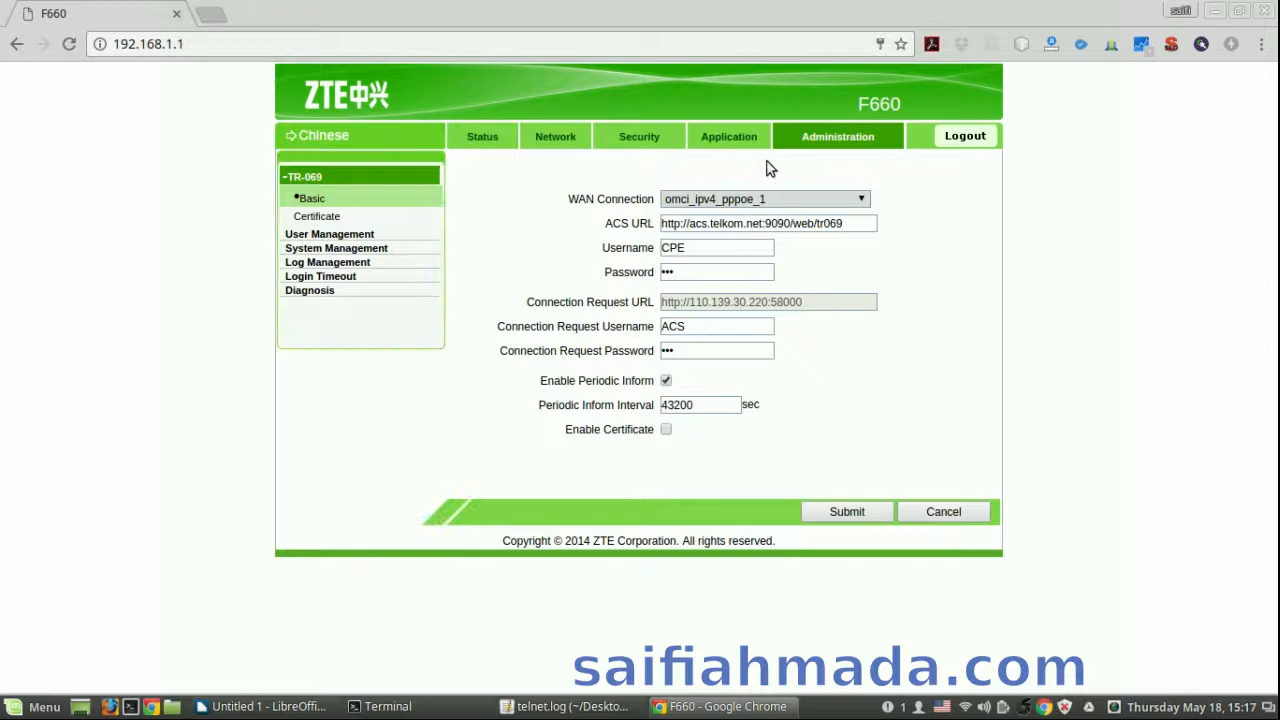 F660
saifi
192.168.1.1
ZTE中兴
F660
Chinese
Status
Network
Security
Application
Administration
Logout
-TR-069
Basic
Certificate
User Management
System Management
Log Management
Login Timeout
Diagnosis
WAN Connection omci_ipv4_pppoe_1
ACS URL http://acs.telkom.net:9090/web/tr069
Username CPE
Password •••
Connection Request URL http://110.139.30.220:58000
Connection Request Username ACS
Connection Request Password •••
Enable Periodic Inform
Periodic Inform Interval 43200 sec
Enable Certificate
Submit
Cancel
Copyright © 2014 ZTE Corporation. All rights reserved.
saifiahmada.com
Menu
Untitled 1 - LibreOffi...
Terminal
telnet.log (~/Deskto...
F660 - Google Chrome
1
Thursday May 18, 15:17